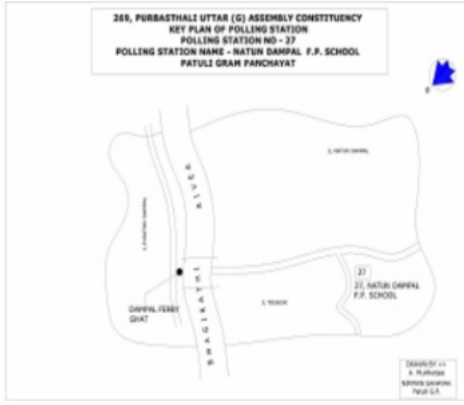 269, PURBASTHALI UTTAR (G) ASSEMBLY CONSTITUENCY
KEY PLAN OF POLLING STATION
POLLING STATION NO - 27
POLLING STATION NAME - NATUN DAMPAL F.P. SCHOOL
PATULI GRAM PANCHAYAT
NATUN DAMPAL
RIVER
BHAGIRATHI
DAMPAL FERRY
GHAT
27
27, NATUN DAMPAL
F.P. SCHOOL
DRAWN BY
A. Mukherjee
Patuli G.P.